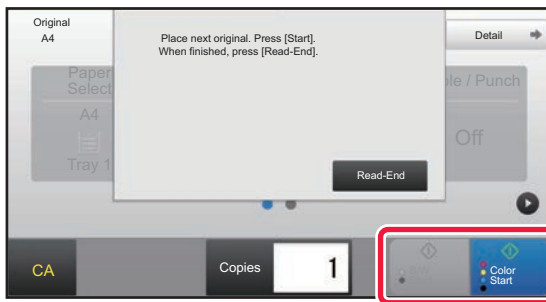 Original
A4
Place next original. Press [Start].
When finished, press [Read-End].
Detail
Paper
Select
A4
Tray 1
ple / Punch
Off
Read-End
CA
Copies
1
Color
Start